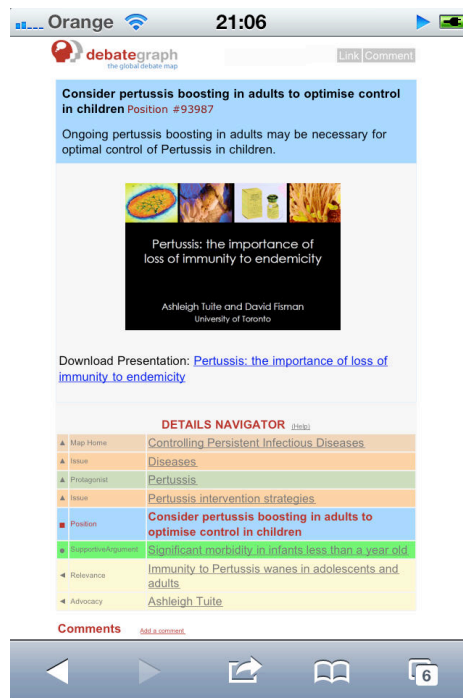 Orange 21:06
debategraph
the global debate map
Link Comment
Consider pertussis boosting in adults to optimise control
in children Position #93987
Ongoing pertussis boosting in adults may be necessary for
optimal control of Pertussis in children.
Pertussis: the importance of
loss of immunity to endemicity
Ashleigh Tuite and David Fisman
University of Toronto
Download Presentation: Pertussis: the importance of loss of
immunity to endemicity
DETAILS NAVIGATOR (Help)
Map Home Controlling Persistent Infectious Diseases
Issue Diseases
Protagonist Pertussis
Issue Pertussis intervention strategies
Position Consider pertussis boosting in adults to
optimise control in children
SupportiveArgument Significant morbidity in infants less than a year old
Relevance Immunity to Pertussis wanes in adolescents and
adults
Advocacy Ashleigh Tuite
Comments Add a comment
6